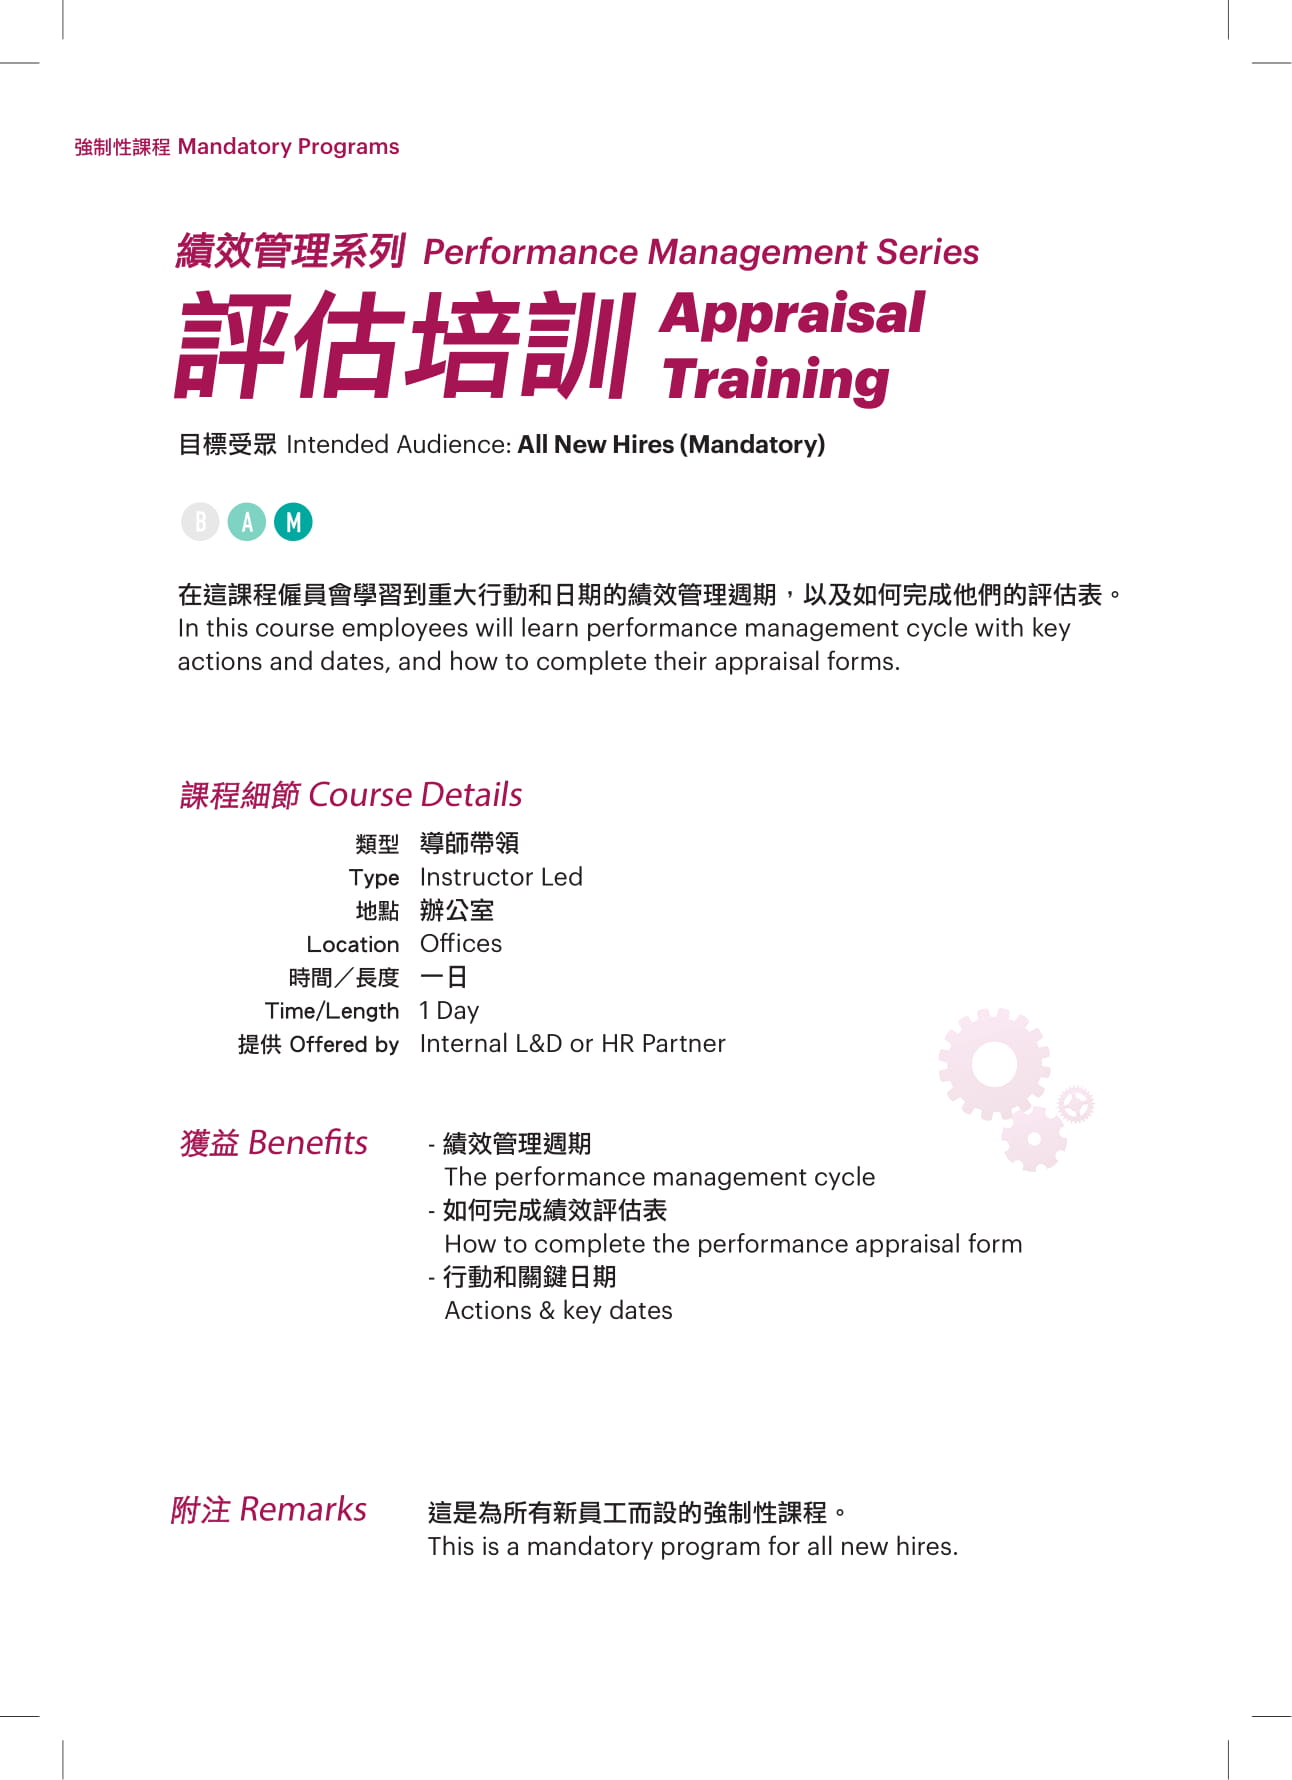 強制性課程 Mandatory Programs
績效管理系列 Performance Management Series
評估培訓 Appraisal
Training
目標受眾 Intended Audience: All New Hires (Mandatory)
B A M
在這課程僱員會學習到重大行動和日期的績效管理週期，以及如何完成他們的評估表。
In this course employees will learn performance management cycle with key
actions and dates, and how to complete their appraisal forms.
課程細節 Course Details
類型 導師帶領
Type Instructor Led
地點 辦公室
Location Offices
時間／長度 一日
Time/Length 1 Day
提供 Offered by Internal L&D or HR Partner
獲益 Benefits - 績效管理週期
The performance management cycle
- 如何完成績效評估表
How to complete the performance appraisal form
- 行動和關鍵日期
Actions & key dates
附注 Remarks 這是為所有新員工而設的強制性課程。
This is a mandatory program for all new hires.